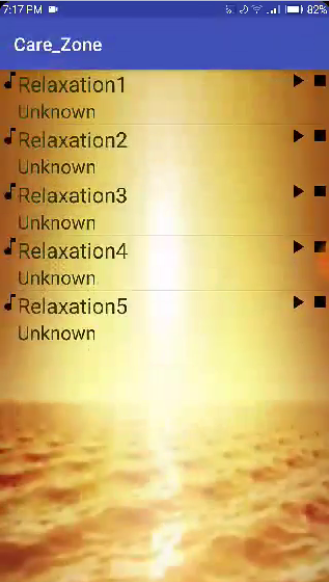 7:17 PM 82%
Care_Zone
Relaxation1
Unknown
Relaxation2
Unknown
Relaxation3
Unknown
Relaxation4
Unknown
Relaxation5
Unknown